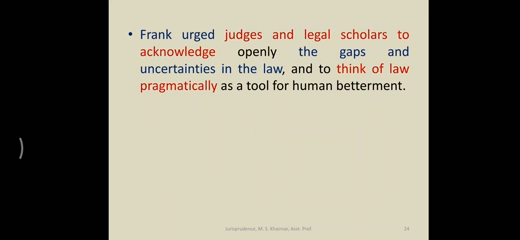 • Frank urged judges and legal scholars to
acknowledge openly the gaps and
uncertainties in the law, and to think of law
pragmatically as a tool for human betterment.
Jurisprudence, M. S. Khairnar, Asst. Prof. 24